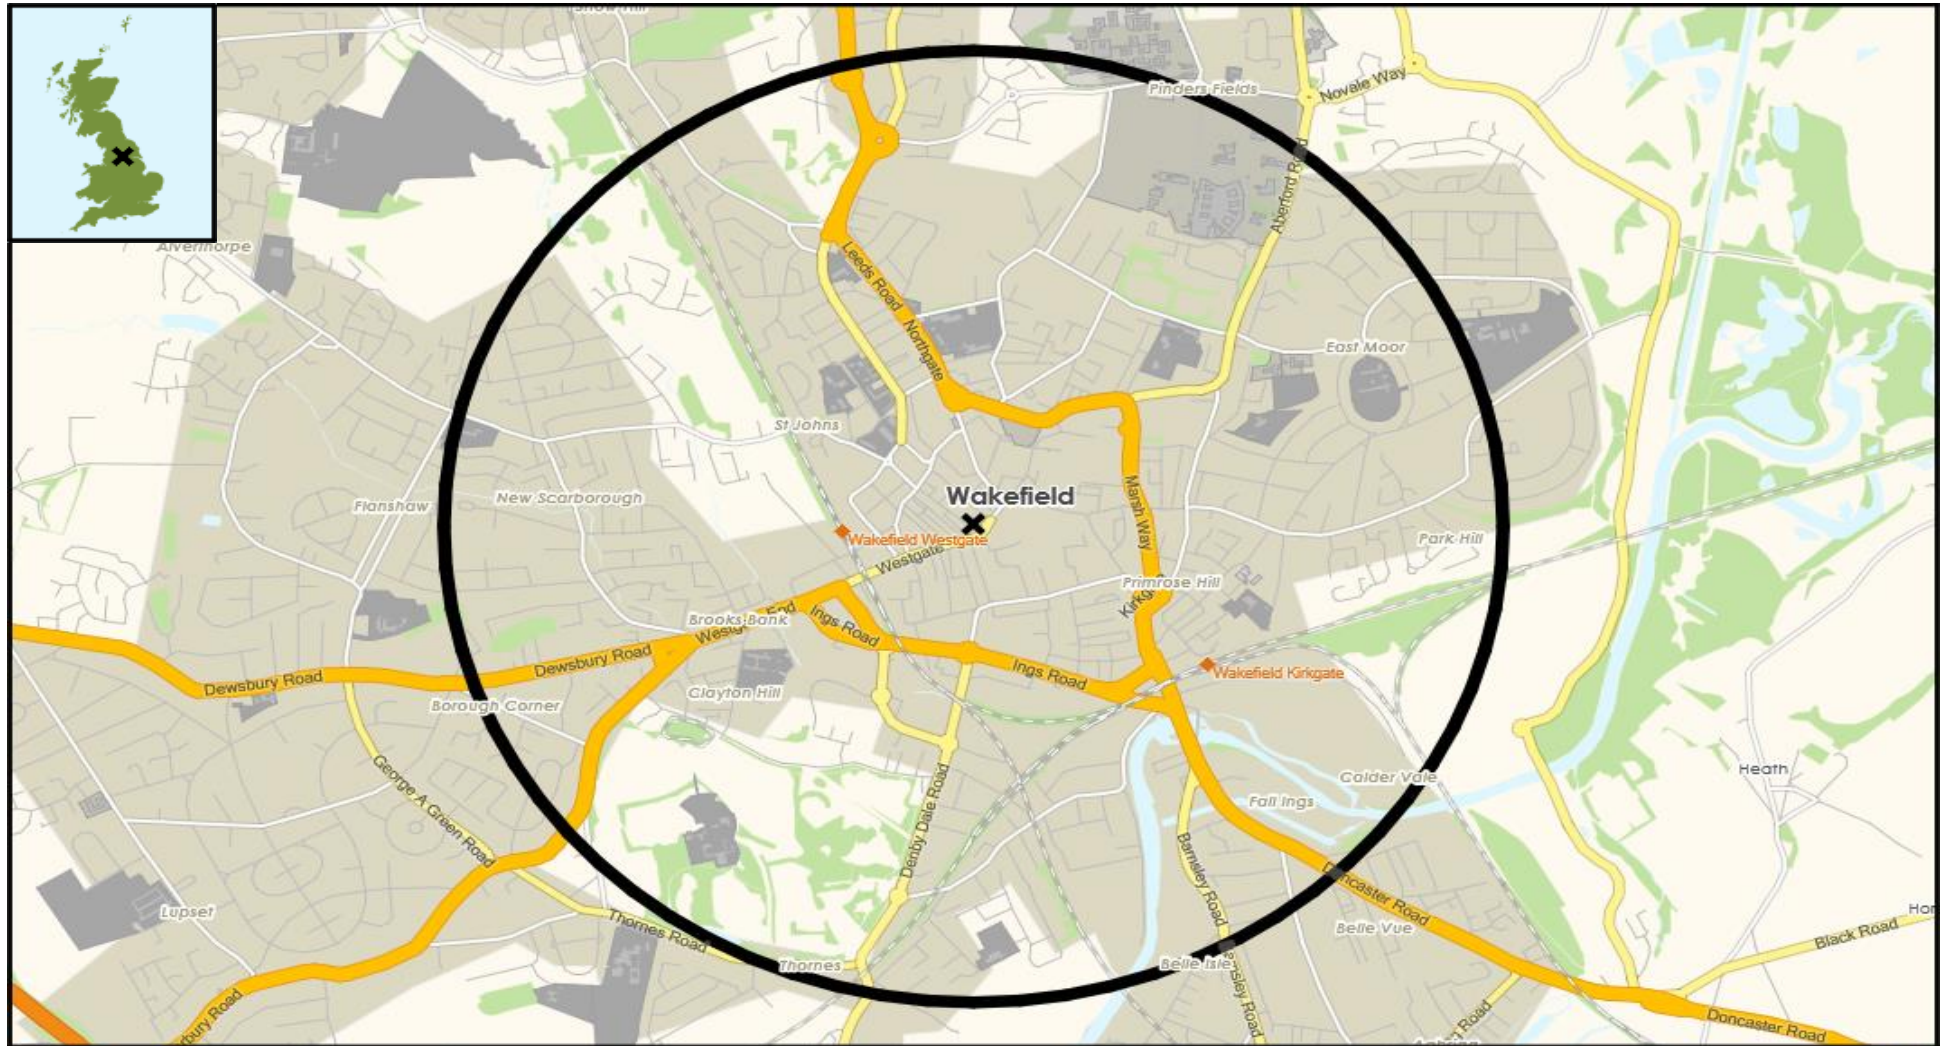 Snow Hill
Pinders Fields
Novale Way
Aberford Road
Alverthorpe
Leeds Road
Northgate
East Moor
St Johns
Wakefield
New Scarborough
Flanshaw
Marsh Way
Wakefield Westgate
Westgate
Park Hill
Primrose Hill
Brooks Bank
Ings Road
Dewsbury Road
Dewsbury Road
Ings Road
Wakefield Kirkgate
Clayton Hill
Borough Corner
George A Green Road
Calder Vale
Heath
Fall Ings
Denby Dale Road
Barnsley Road
Doncaster Road
Lupset
Thornes Road
Belle Vue
Black Road
Thornes
Belle Isle
Barnsley Road
Doncaster Road